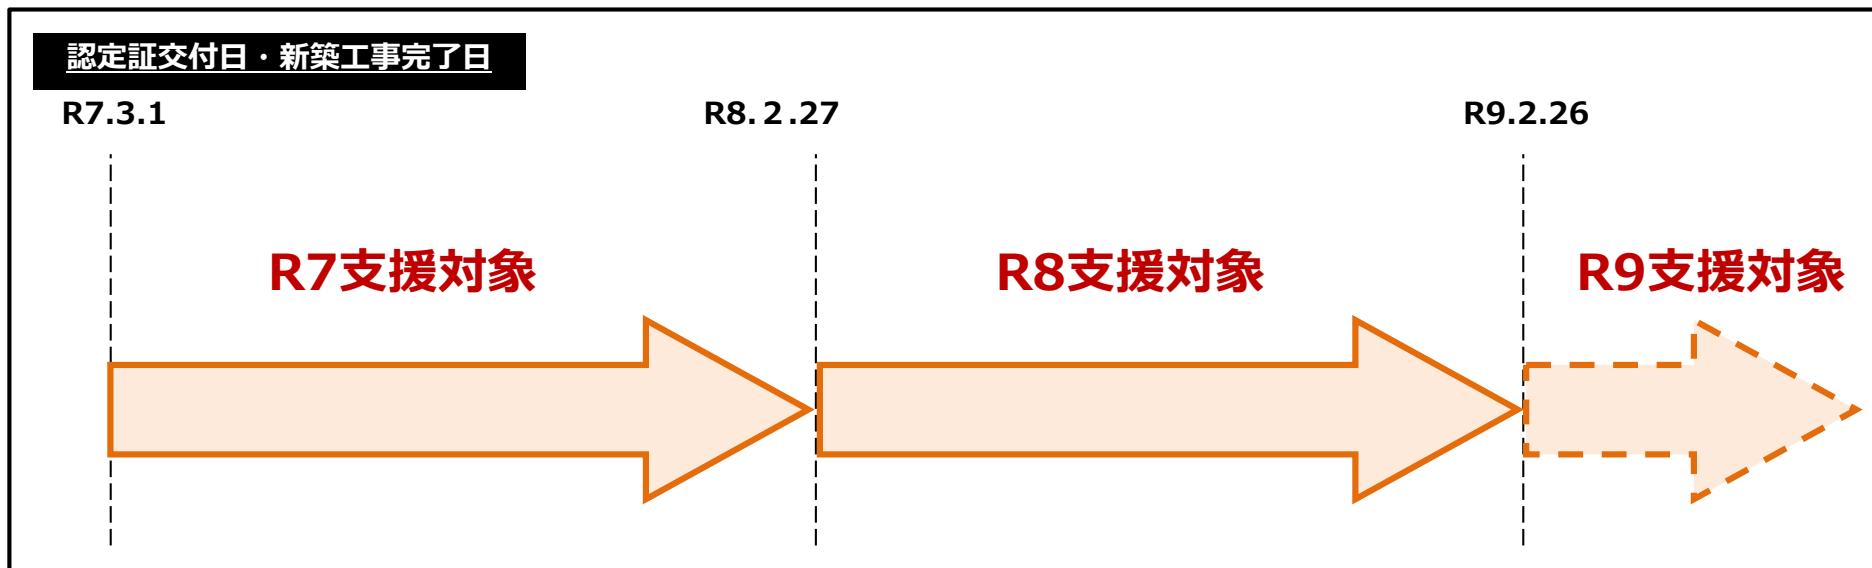 認定証交付日・新築工事完了日
R7.3.1
R8.２.27
R9.2.26
R7支援対象
R8支援対象
R9支援対象